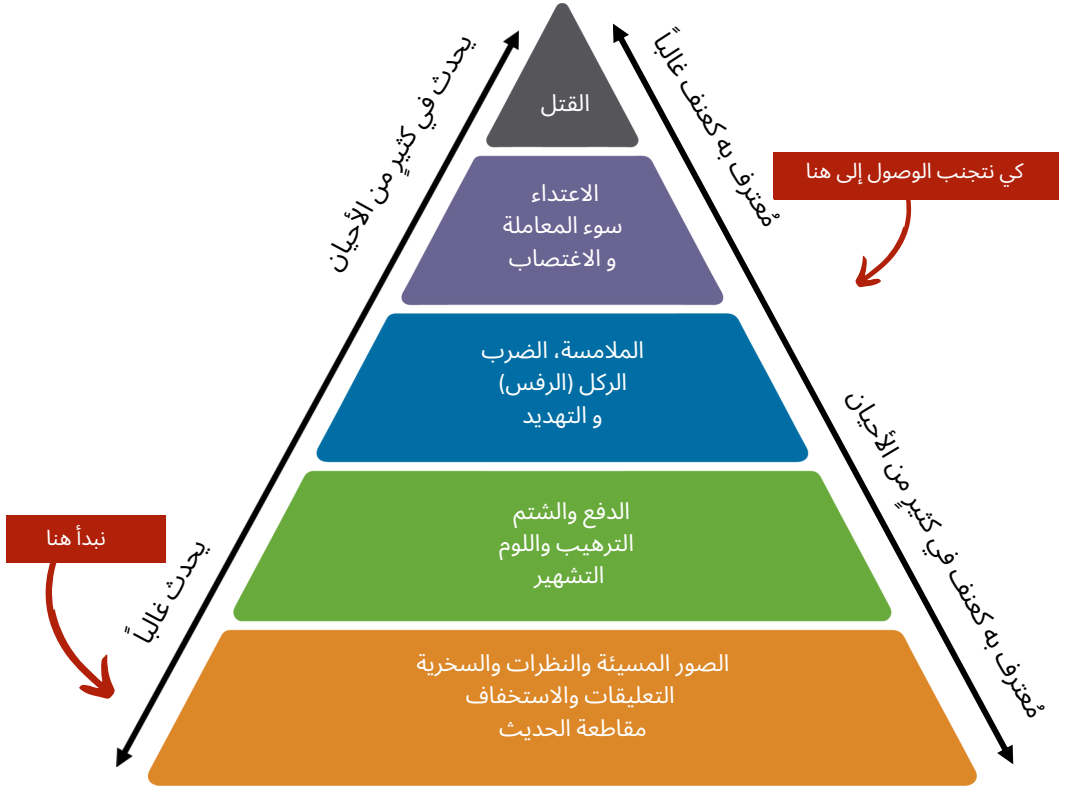 القتل
الاعتداء
سوء المعاملة
و الاغتصاب
الملامسة، الضرب
الركل (الرفس)
و التهديد
الدفع والشتم
الترهيب واللوم
التشهير
الصور المسيئة والنظرات والسخرية
التعليقات والاستخفاف
مقاطعة الحديث
مُعترف به كعنف غالباً
مُعترف به كعنف في كثيرٍ من الأحيان
كي نتجنب الوصول إلى هنا
يحدث في كثيرٍ من الأحيان
يحدث غالباً
نبدأ هنا